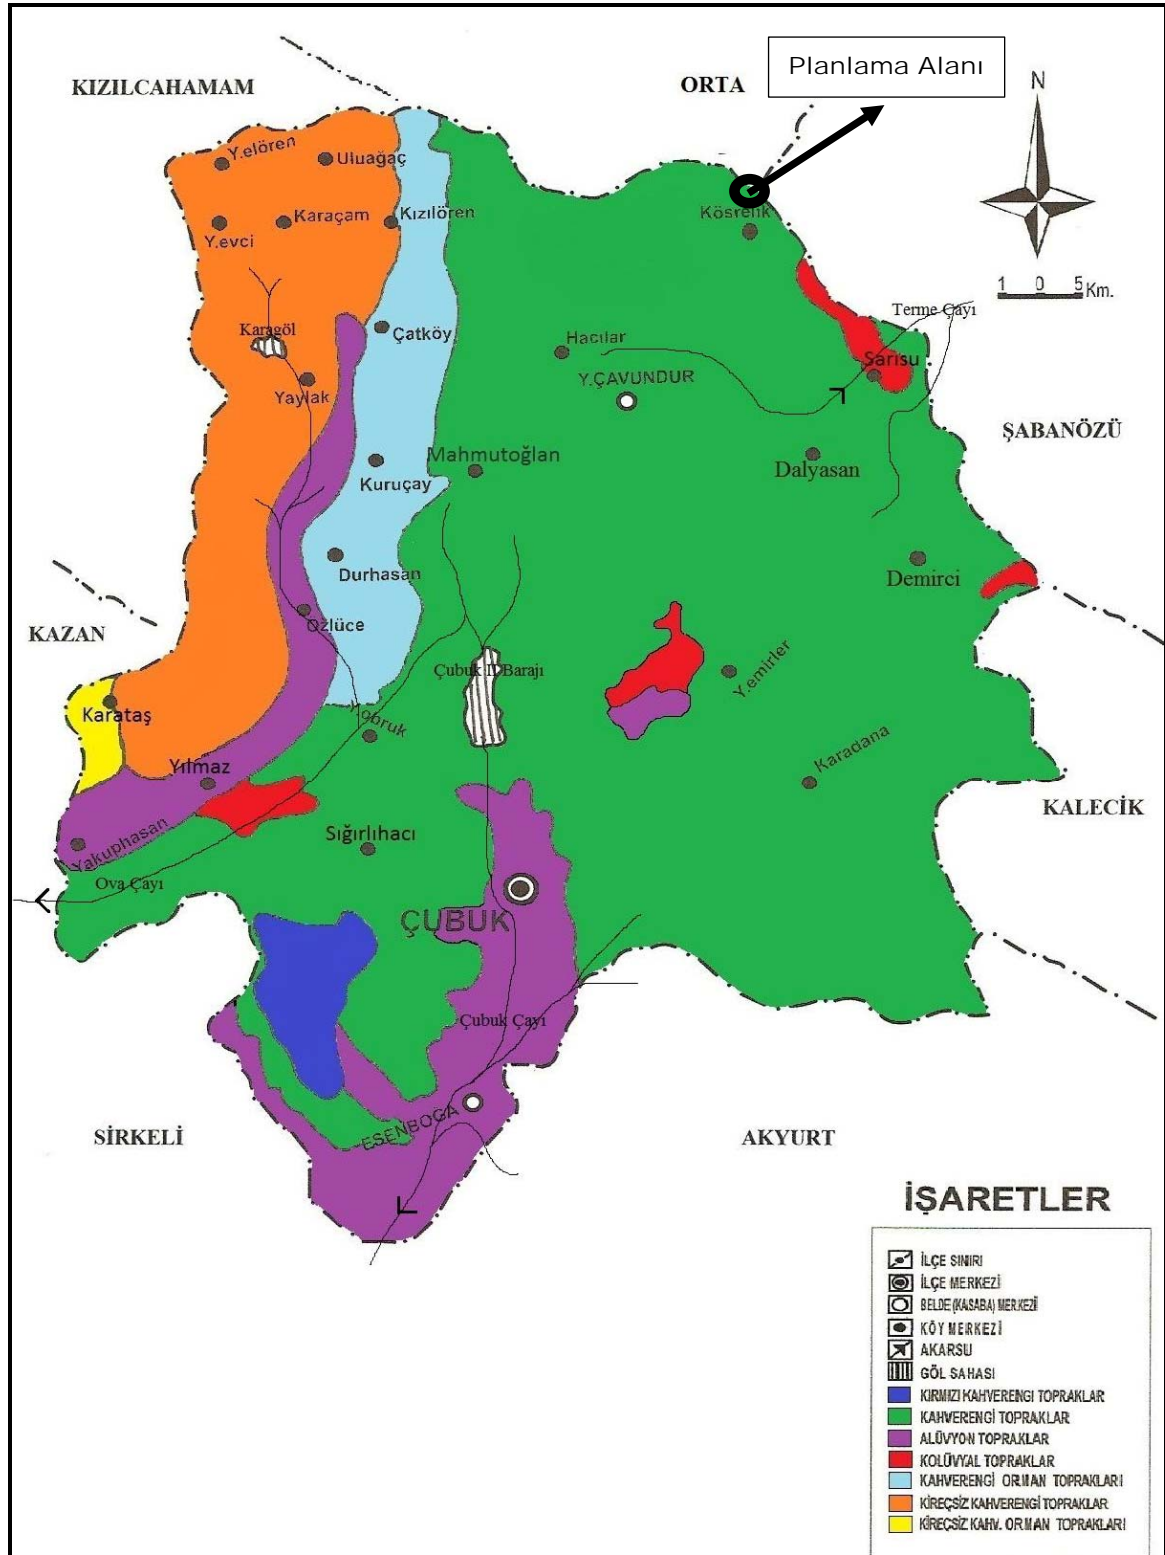 Planlama Alanı
KIZILCAHAMAM
ORTA
N
Y.elören
Uluağaç
Y.evci
Karaçam
Kızılören
Kösrelik
1 0 5 Km.
Terme Çayı
Karagöl
Çatköy
Hacılar
Sarısu
Yaylak
Y.ÇAVUNDUR
ŞABANÖZÜ
Mahmutoğlan
Dalyasan
Kuruçay
Durhasan
Demirci
KAZAN
Özlüce
Çubuk II Barajı
Y.emirler
Karataş
Y.obruk
Karadana
Yılmaz
KALECİK
Sığırlıhacı
Yakuphasan
Ova Çayı
ÇUBUK
Çubuk Çayı
ESENBOGA
SİRKELİ
AKYURT
İŞARETLER
İLÇE SINIRI
İLÇE MERKEZİ
BELDE (KASABA) MERKEZİ
KÖY MERKEZİ
AKARSU
GÖL SAHASI
KIRMIZI KAHVERENGİ TOPRAKLAR
KAHVERENGİ TOPRAKLAR
ALÜVYON TOPRAKLAR
KOLÜVYAL TOPRAKLAR
KAHVERENGİ ORMAN TOPRAKLARI
KİREÇSİZ KAHVERENGİ TOPRAKLAR
KİREÇSİZ KAHV. ORMAN TOPRAKLARI